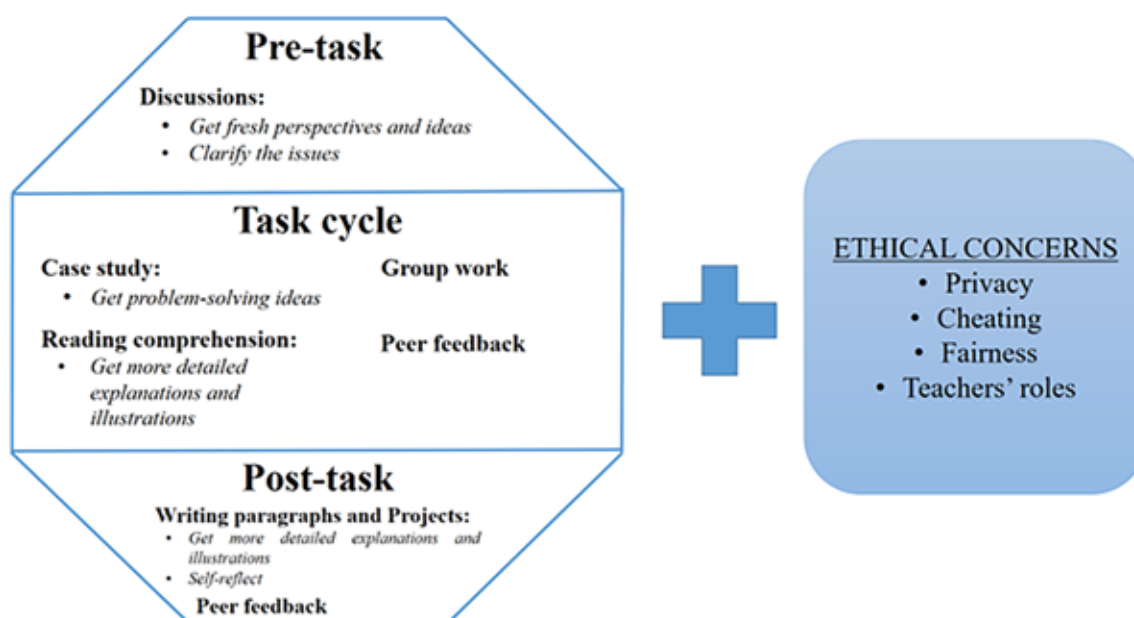 Pre-task
Discussions:
• Get fresh perspectives and ideas
• Clarify the issues
Task cycle
Case study:
• Get problem-solving ideas
Reading comprehension:
• Get more detailed
explanations and
illustrations
Group work
Peer feedback
Post-task
Writing paragraphs and Projects:
• Get more detailed explanations and
illustrations
• Self-reflect
Peer feedback
ETHICAL CONCERNS
• Privacy
• Cheating
• Fairness
• Teachers’ roles